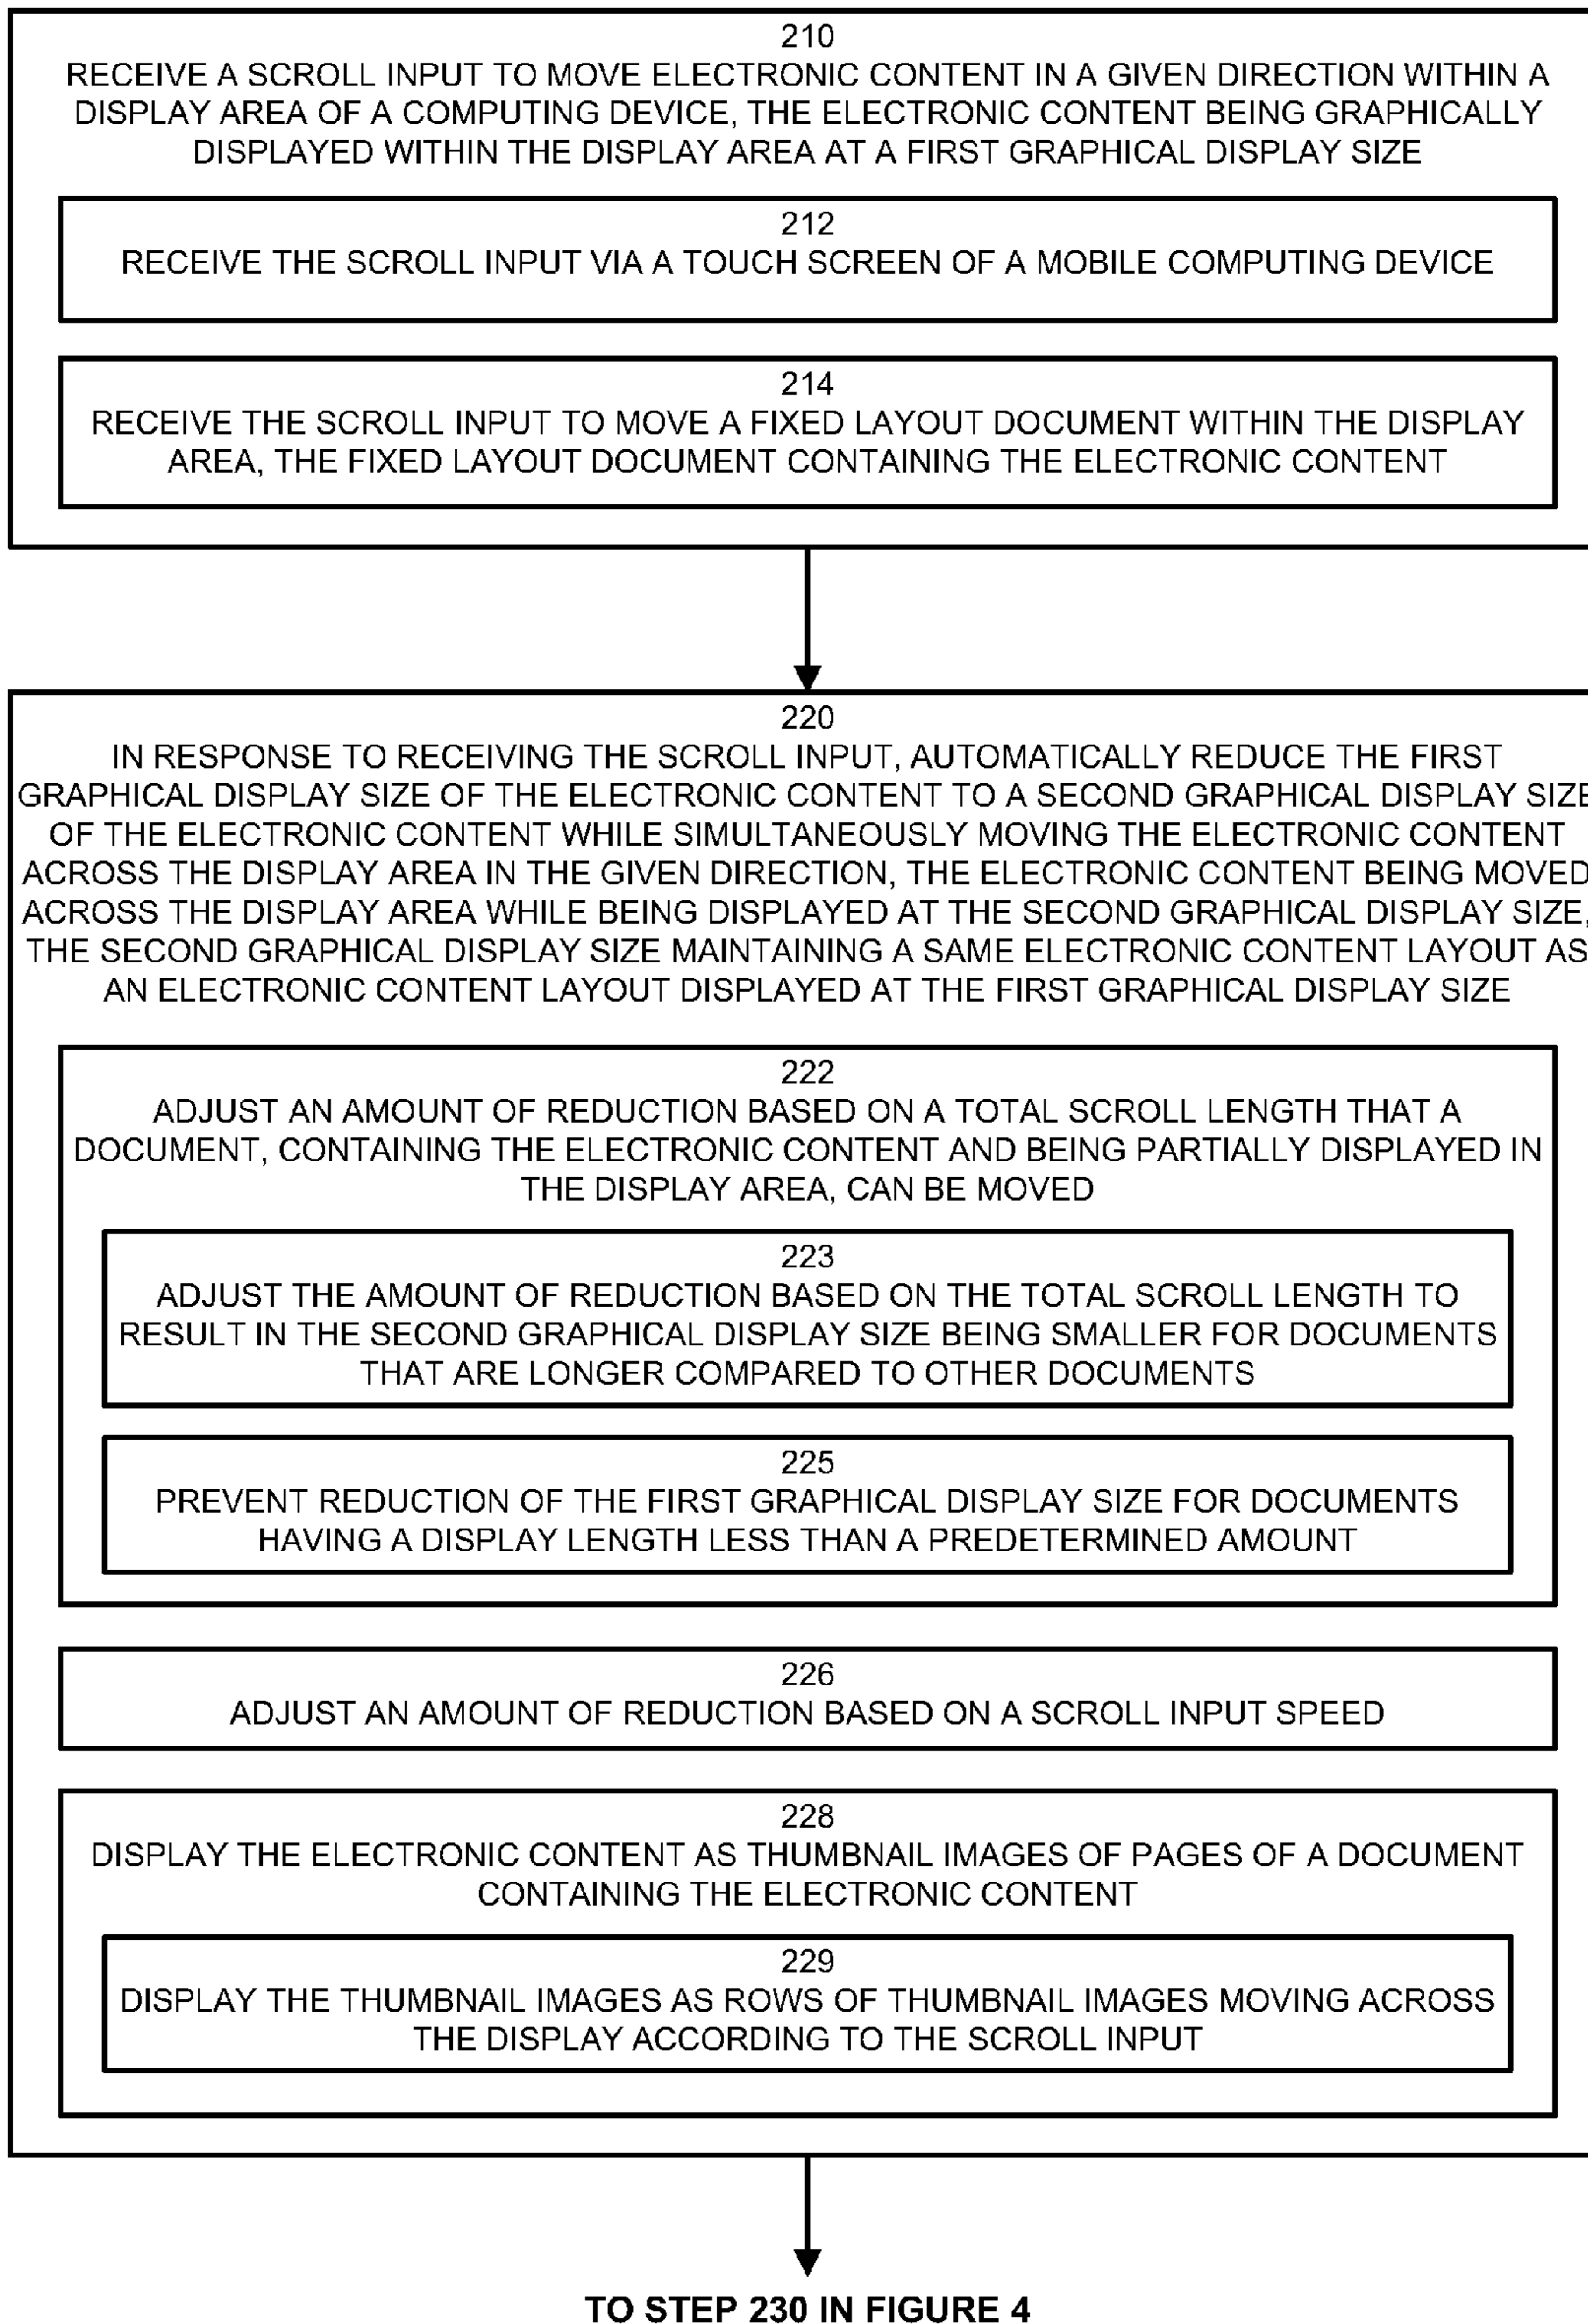 210
RECEIVE A SCROLL INPUT TO MOVE ELECTRONIC CONTENT IN A GIVEN DIRECTION WITHIN A
DISPLAY AREA OF A COMPUTING DEVICE, THE ELECTRONIC CONTENT BEING GRAPHICALLY
DISPLAYED WITHIN THE DISPLAY AREA AT A FIRST GRAPHICAL DISPLAY SIZE
212
RECEIVE THE SCROLL INPUT VIA A TOUCH SCREEN OF A MOBILE COMPUTING DEVICE
214
RECEIVE THE SCROLL INPUT TO MOVE A FIXED LAYOUT DOCUMENT WITHIN THE DISPLAY
AREA, THE FIXED LAYOUT DOCUMENT CONTAINING THE ELECTRONIC CONTENT
220
IN RESPONSE TO RECEIVING THE SCROLL INPUT, AUTOMATICALLY REDUCE THE FIRST
GRAPHICAL DISPLAY SIZE OF THE ELECTRONIC CONTENT TO A SECOND GRAPHICAL DISPLAY SIZE
OF THE ELECTRONIC CONTENT WHILE SIMULTANEOUSLY MOVING THE ELECTRONIC CONTENT
ACROSS THE DISPLAY AREA IN THE GIVEN DIRECTION, THE ELECTRONIC CONTENT BEING MOVED
ACROSS THE DISPLAY AREA WHILE BEING DISPLAYED AT THE SECOND GRAPHICAL DISPLAY SIZE,
THE SECOND GRAPHICAL DISPLAY SIZE MAINTAINING A SAME ELECTRONIC CONTENT LAYOUT AS
AN ELECTRONIC CONTENT LAYOUT DISPLAYED AT THE FIRST GRAPHICAL DISPLAY SIZE
222
ADJUST AN AMOUNT OF REDUCTION BASED ON A TOTAL SCROLL LENGTH THAT A
DOCUMENT, CONTAINING THE ELECTRONIC CONTENT AND BEING PARTIALLY DISPLAYED IN
THE DISPLAY AREA, CAN BE MOVED
223
ADJUST THE AMOUNT OF REDUCTION BASED ON THE TOTAL SCROLL LENGTH TO
RESULT IN THE SECOND GRAPHICAL DISPLAY SIZE BEING SMALLER FOR DOCUMENTS
THAT ARE LONGER COMPARED TO OTHER DOCUMENTS
225
PREVENT REDUCTION OF THE FIRST GRAPHICAL DISPLAY SIZE FOR DOCUMENTS
HAVING A DISPLAY LENGTH LESS THAN A PREDETERMINED AMOUNT
226
ADJUST AN AMOUNT OF REDUCTION BASED ON A SCROLL INPUT SPEED
228
DISPLAY THE ELECTRONIC CONTENT AS THUMBNAIL IMAGES OF PAGES OF A DOCUMENT
CONTAINING THE ELECTRONIC CONTENT
229
DISPLAY THE THUMBNAIL IMAGES AS ROWS OF THUMBNAIL IMAGES MOVING ACROSS
THE DISPLAY ACCORDING TO THE SCROLL INPUT
TO STEP 230 IN FIGURE 4